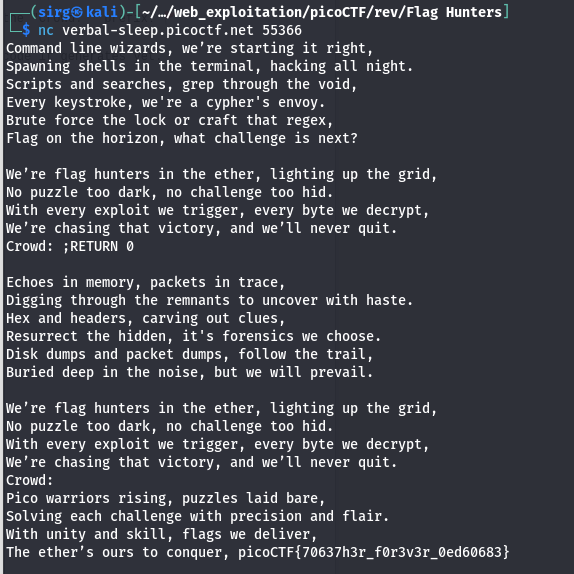 ──(sirg㉿kali)-[~/…/web_exploitation/picoCTF/rev/Flag Hunters]
└─$ nc verbal-sleep.picoctf.net 55366
Command line wizards, we’re starting it right,
Spawning shells in the terminal, hacking all night.
Scripts and searches, grep through the void,
Every keystroke, we're a cypher's envoy.
Brute force the lock or craft that regex,
Flag on the horizon, what challenge is next?

We’re flag hunters in the ether, lighting up the grid,
No puzzle too dark, no challenge too hid.
With every exploit we trigger, every byte we decrypt,
We’re chasing that victory, and we’ll never quit.
Crowd: ;RETURN 0

Echoes in memory, packets in trace,
Digging through the remnants to uncover with haste.
Hex and headers, carving out clues,
Resurrect the hidden, it's forensics we choose.
Disk dumps and packet dumps, follow the trail,
Buried deep in the noise, but we will prevail.

We’re flag hunters in the ether, lighting up the grid,
No puzzle too dark, no challenge too hid.
With every exploit we trigger, every byte we decrypt,
We’re chasing that victory, and we’ll never quit.
Crowd:
Pico warriors rising, puzzles laid bare,
Solving each challenge with precision and flair.
With unity and skill, flags we deliver,
The ether’s ours to conquer, picoCTF{70637h3r_f0r3v3r_0ed60683}